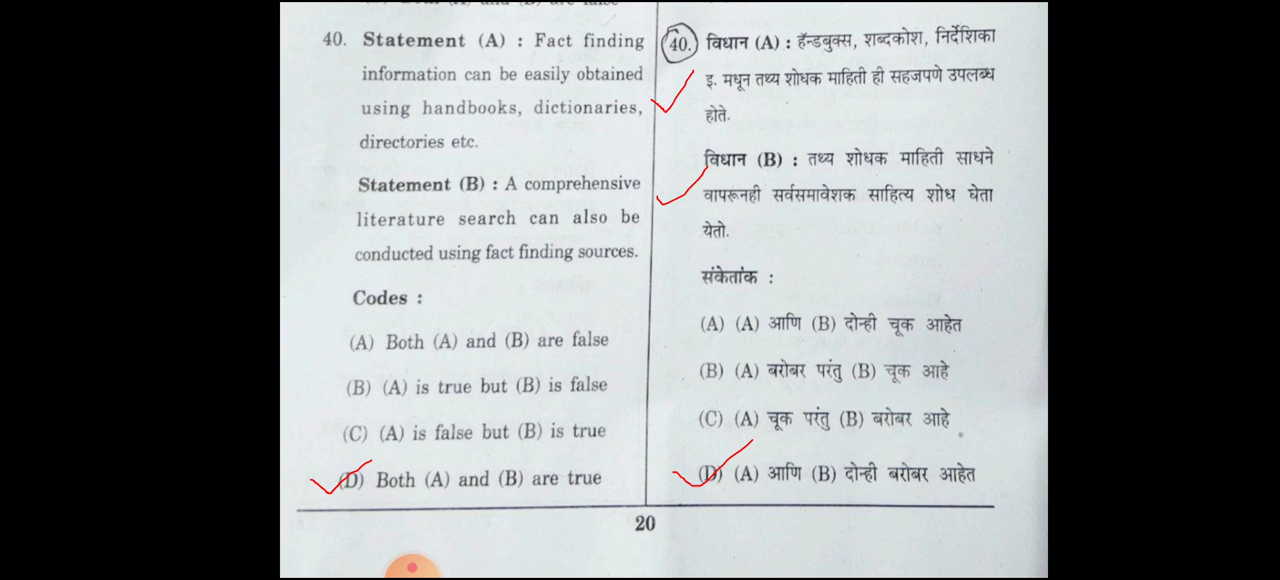 40. Statement (A) : Fact finding
information can be easily obtained
using handbooks, dictionaries,
directories etc.
Statement (B) : A comprehensive
literature search can also be
conducted using fact finding sources.
Codes :
(A) Both (A) and (B) are false
(B) (A) is true but (B) is false
(C) (A) is false but (B) is true
(D) Both (A) and (B) are true
40. विधान (A) : हॅन्डबुक्स, शब्दकोश, निर्देशिका
इ. मधून तथ्य शोधक माहिती ही सहजपणे उपलब्ध
होते.
विधान (B) : तथ्य शोधक माहिती साधने
वापरूनही सर्वसमावेशक साहित्य शोध घेता
येतो.
संकेतांक :
(A) (A) आणि (B) दोन्ही चूक आहेत
(B) (A) बरोबर परंतु (B) चूक आहे
(C) (A) चूक परंतु (B) बरोबर आहे
(D) (A) आणि (B) दोन्ही बरोबर आहेत
20